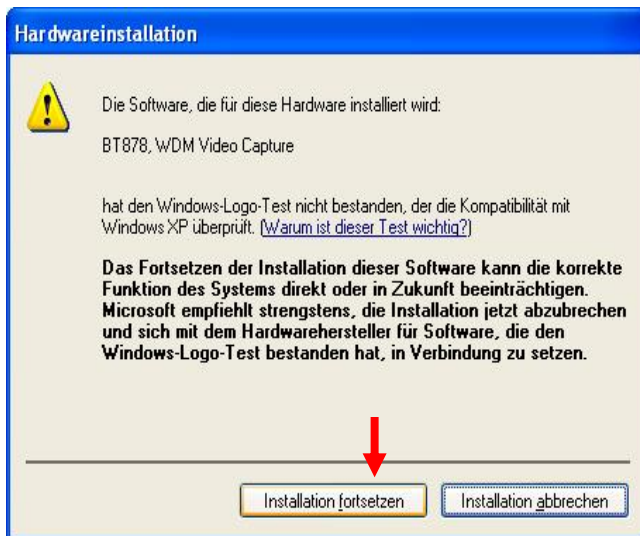 Hardwareinstallation
Die Software, die für diese Hardware installiert wird:
BT878, WDM Video Capture
hat den Windows-Logo-Test nicht bestanden, der die Kompatibilität mit
Windows XP überprüft. (Warum ist dieser Test wichtig?)
Das Fortsetzen der Installation dieser Software kann die korrekte
Funktion des Systems direkt oder in Zukunft beeinträchtigen.
Microsoft empfiehlt strengstens, die Installation jetzt abzubrechen
und sich mit dem Hardwarehersteller für Software, die den
Windows-Logo-Test bestanden hat, in Verbindung zu setzen.
Installation fortsetzen
Installation abbrechen